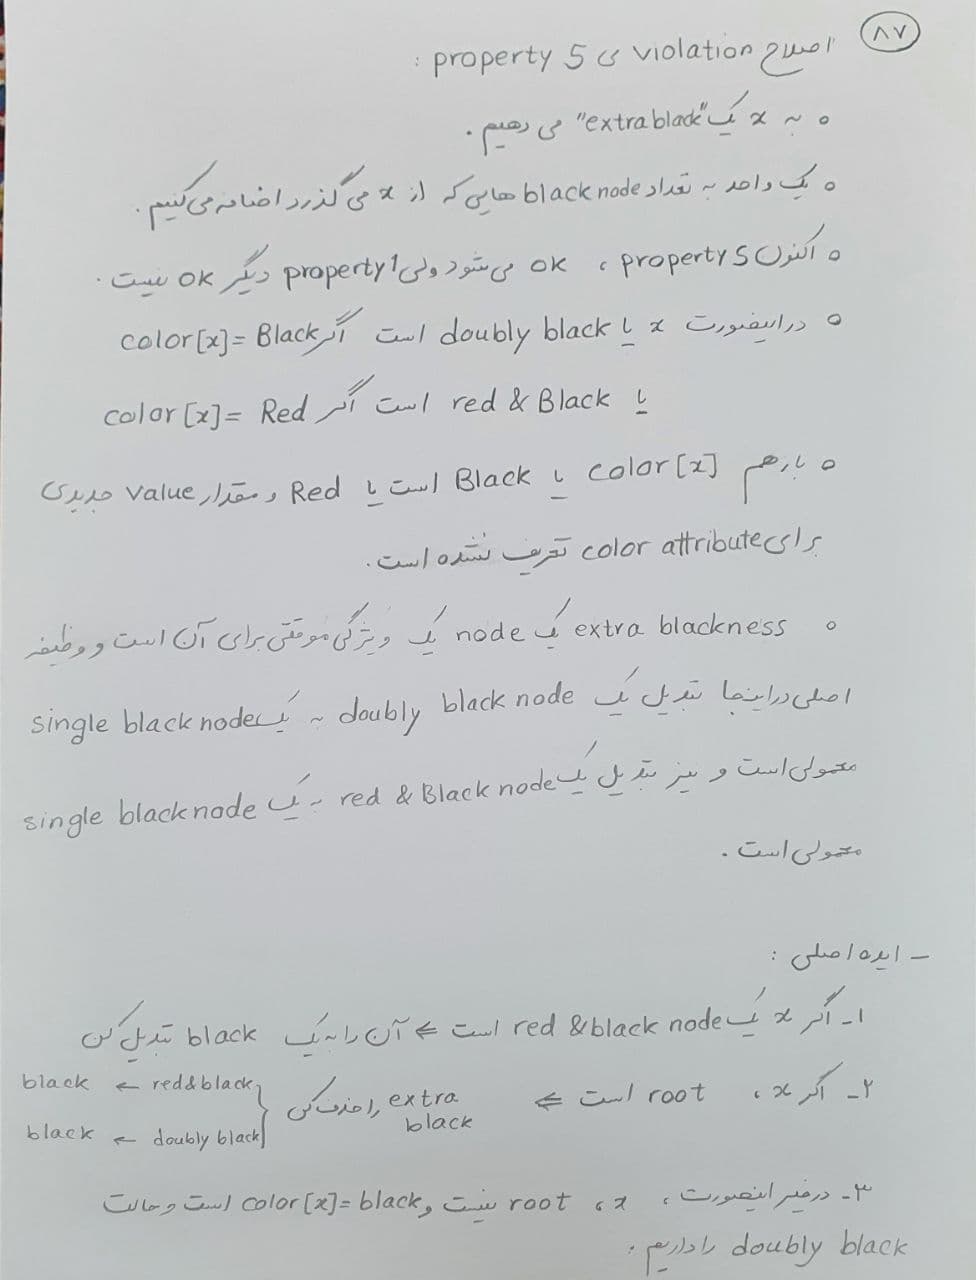 ۸۷
اصلاح violation ی property 5 :
o به x یک "extra black" می دهیم.
o یک واحد به تعداد black node هایی که از x می گذرد اضافه می کنیم.
o اکنون property 5 ، ok می شود ولی property 1 دیگر ok نیست.
o در اینصورت x یا doubly black است اگر color[x]= Black
یا red & Black است اگر color[x]= Red
o بازهم color[x] یا Black است یا Red و مقدار value جدیدی
برای color attribute تعریف نشده است.
o extra blackness یک node یک ویژگی موقتی برای آن است و وظیفه
اصلی در اینجا تبدیل یک doubly black node به یک single black node
معمولی است و نیز تبدیل یک red & Black node به یک single black node
معمولی است.
- ایده اصلی :
۱- اگر x یک red & black node است ⇐ آن را به یک black تبدیل کن
۲- اگر x ، root است ⇐ extra black را حذف کن } red & black ← black
doubly black ← black
۳- در غیر اینصورت ، x ، root نیست و color[x]= black است و حالت
doubly black را داریم.